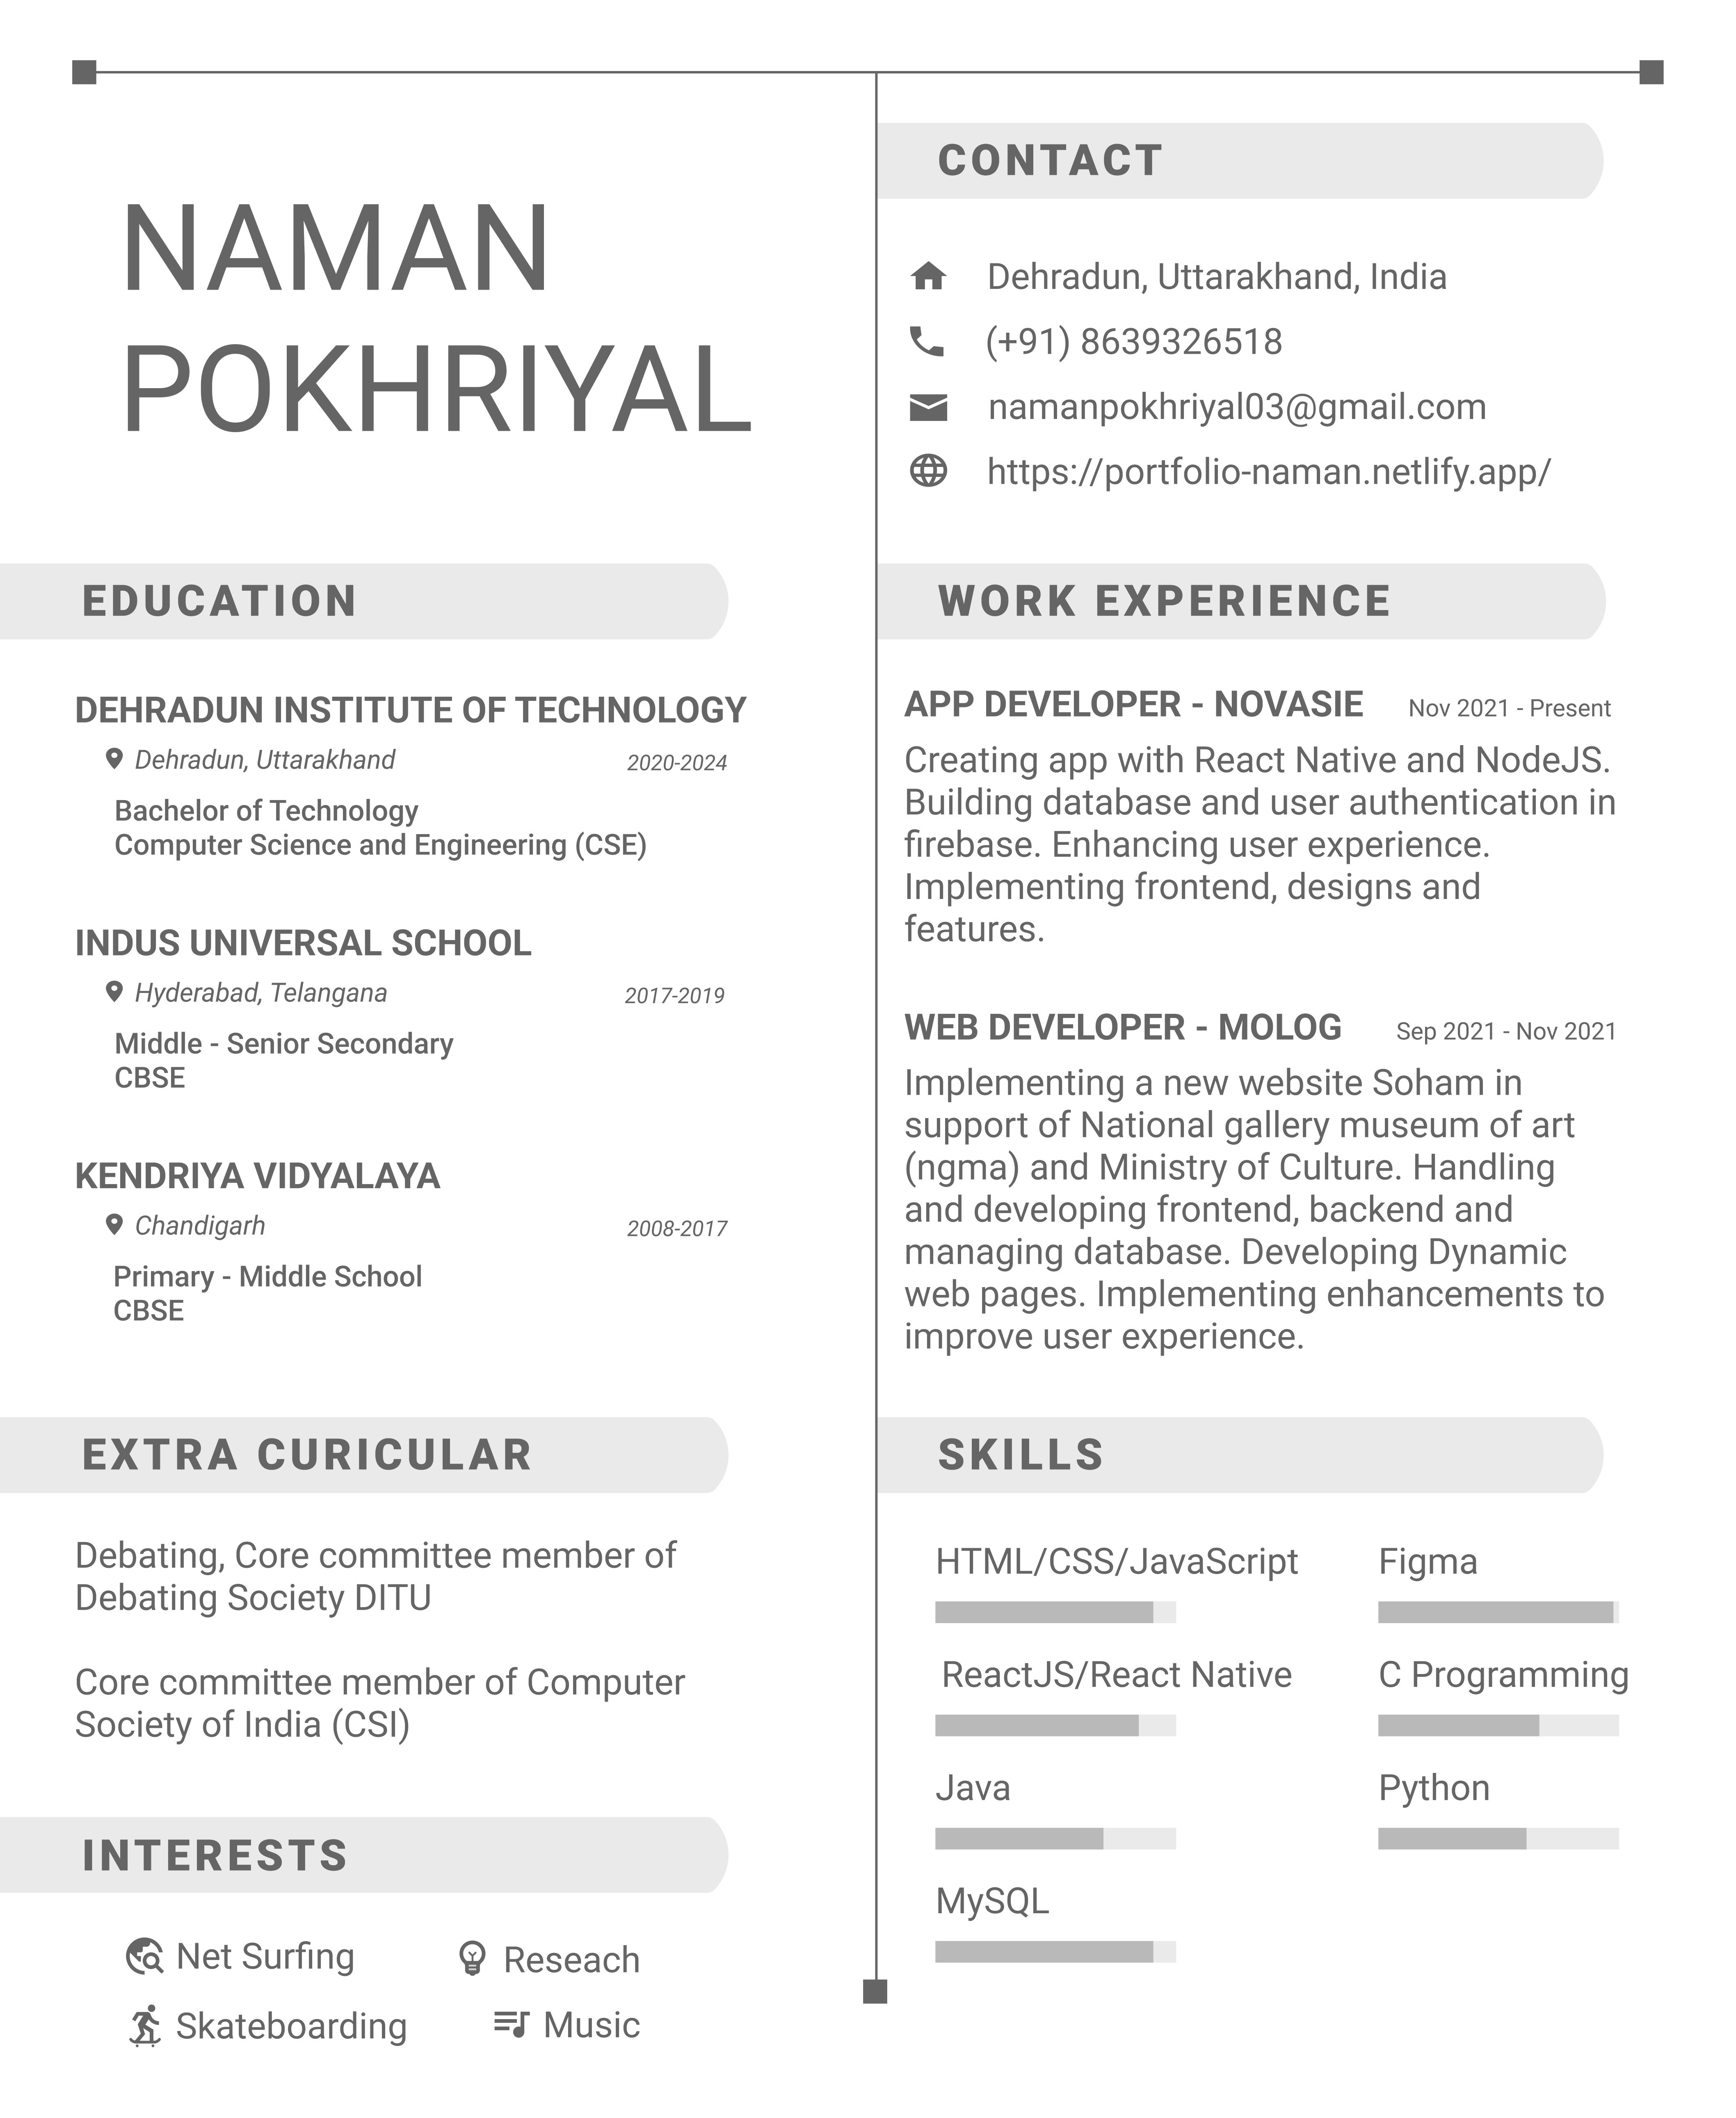 NAMAN
POKHRIYAL
EDUCATION
DEHRADUN INSTITUTE OF TECHNOLOGY
Dehradun, Uttarakhand 2020-2024
Bachelor of Technology
Computer Science and Engineering (CSE)
INDUS UNIVERSAL SCHOOL
Hyderabad, Telangana 2017-2019
Middle - Senior Secondary
CBSE
KENDRIYA VIDYALAYA
Chandigarh 2008-2017
Primary - Middle School
CBSE
EXTRA CURICULAR
Debating, Core committee member of
Debating Society DITU
Core committee member of Computer
Society of India (CSI)
INTERESTS
Net Surfing Reseach
Skateboarding Music
CONTACT
Dehradun, Uttarakhand, India
(+91) 8639326518
namanpokhriyal03@gmail.com
https://portfolio-naman.netlify.app/
WORK EXPERIENCE
APP DEVELOPER - NOVASIE Nov 2021 - Present
Creating app with React Native and NodeJS.
Building database and user authentication in
firebase. Enhancing user experience.
Implementing frontend, designs and
features.
WEB DEVELOPER - MOLOG Sep 2021 - Nov 2021
Implementing a new website Soham in
support of National gallery museum of art
(ngma) and Ministry of Culture. Handling
and developing frontend, backend and
managing database. Developing Dynamic
web pages. Implementing enhancements to
improve user experience.
SKILLS
HTML/CSS/JavaScript Figma
ReactJS/React Native C Programming
Java Python
MySQL